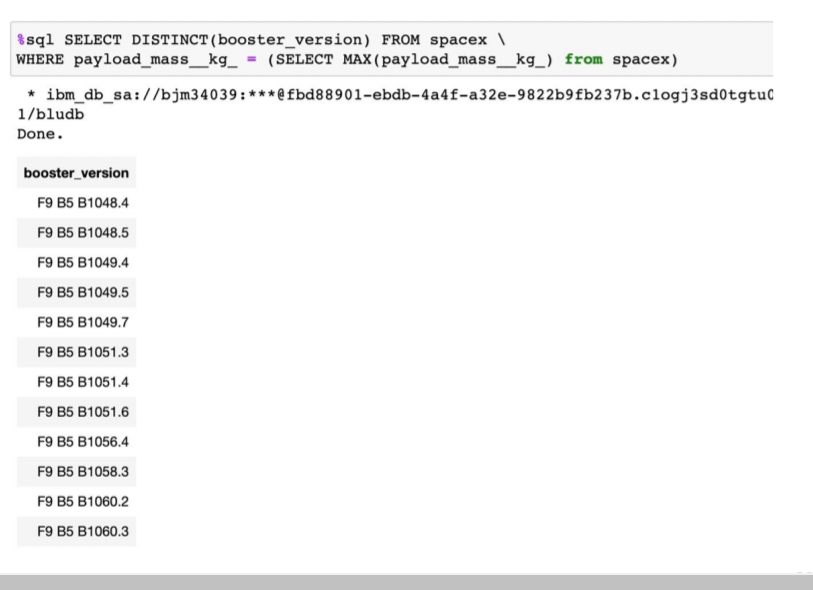 %sql SELECT DISTINCT(booster_version) FROM spacex \
WHERE payload_mass__kg_ = (SELECT MAX(payload_mass__kg_) from spacex)
* ibm_db_sa://bjm34039:***@fbd88901-ebdb-4a4f-a32e-9822b9fb237b.c1ogj3sd0tgtu0
1/bludb
Done.
booster_version
F9 B5 B1048.4
F9 B5 B1048.5
F9 B5 B1049.4
F9 B5 B1049.5
F9 B5 B1049.7
F9 B5 B1051.3
F9 B5 B1051.4
F9 B5 B1051.6
F9 B5 B1056.4
F9 B5 B1058.3
F9 B5 B1060.2
F9 B5 B1060.3